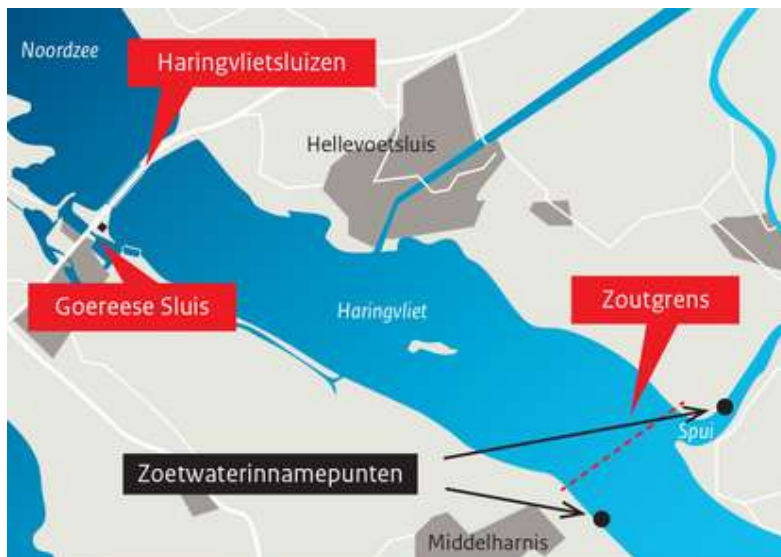 Noordzee
Haringvlietsluizen
Hellevoetsluis
Goereese Sluis
Haringvliet
Zoutgrens
Spui
Zoetwaterinnamepunten
Middelharnis